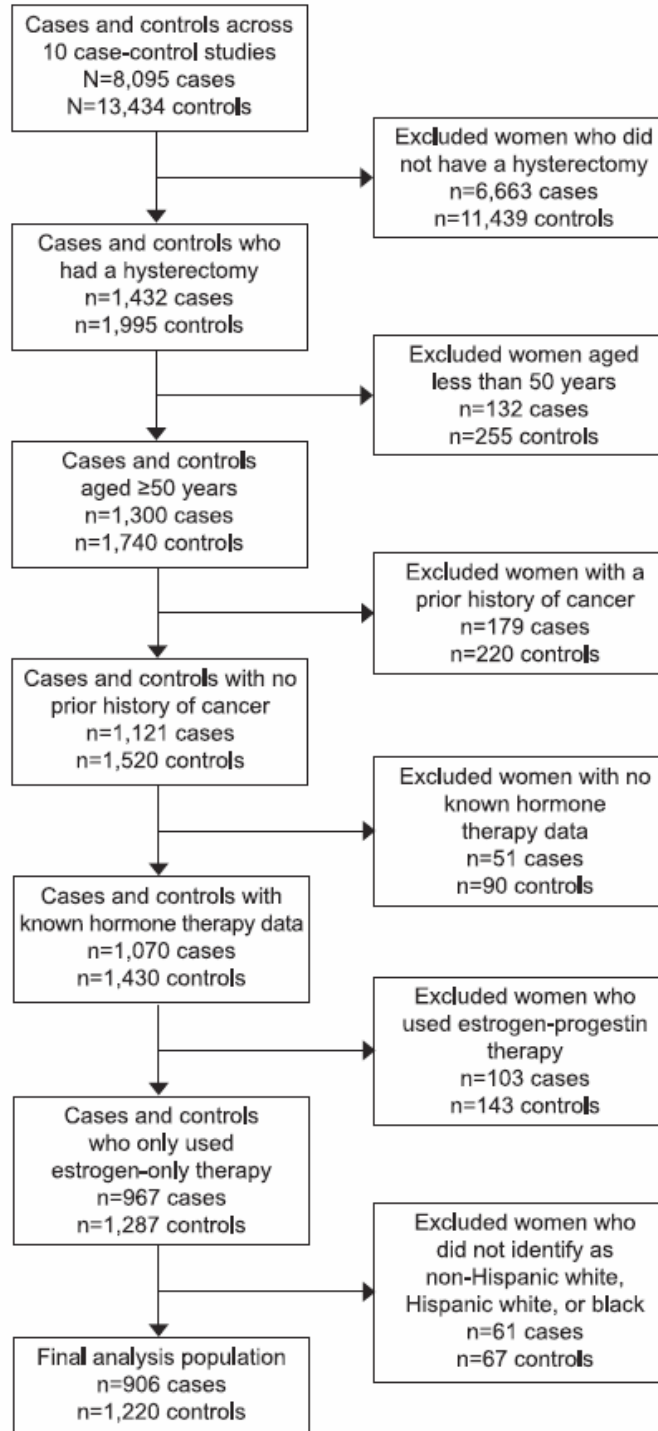 Cases and controls across
10 case-control studies
N=8,095 cases
N=13,434 controls
Excluded women who did
not have a hysterectomy
n=6,663 cases
n=11,439 controls
Cases and controls who
had a hysterectomy
n=1,432 cases
n=1,995 controls
Excluded women aged
less than 50 years
n=132 cases
n=255 controls
Cases and controls
aged ≥50 years
n=1,300 cases
n=1,740 controls
Excluded women with a
prior history of cancer
n=179 cases
n=220 controls
Cases and controls with no
prior history of cancer
n=1,121 cases
n=1,520 controls
Excluded women with no
known hormone
therapy data
n=51 cases
n=90 controls
Cases and controls with
known hormone therapy data
n=1,070 cases
n=1,430 controls
Excluded women who
used estrogen-progestin
therapy
n=103 cases
n=143 controls
Cases and controls
who only used
estrogen-only therapy
n=967 cases
n=1,287 controls
Excluded women who
did not identify as
non-Hispanic white,
Hispanic white, or black
n=61 cases
n=67 controls
Final analysis population
n=906 cases
n=1,220 controls